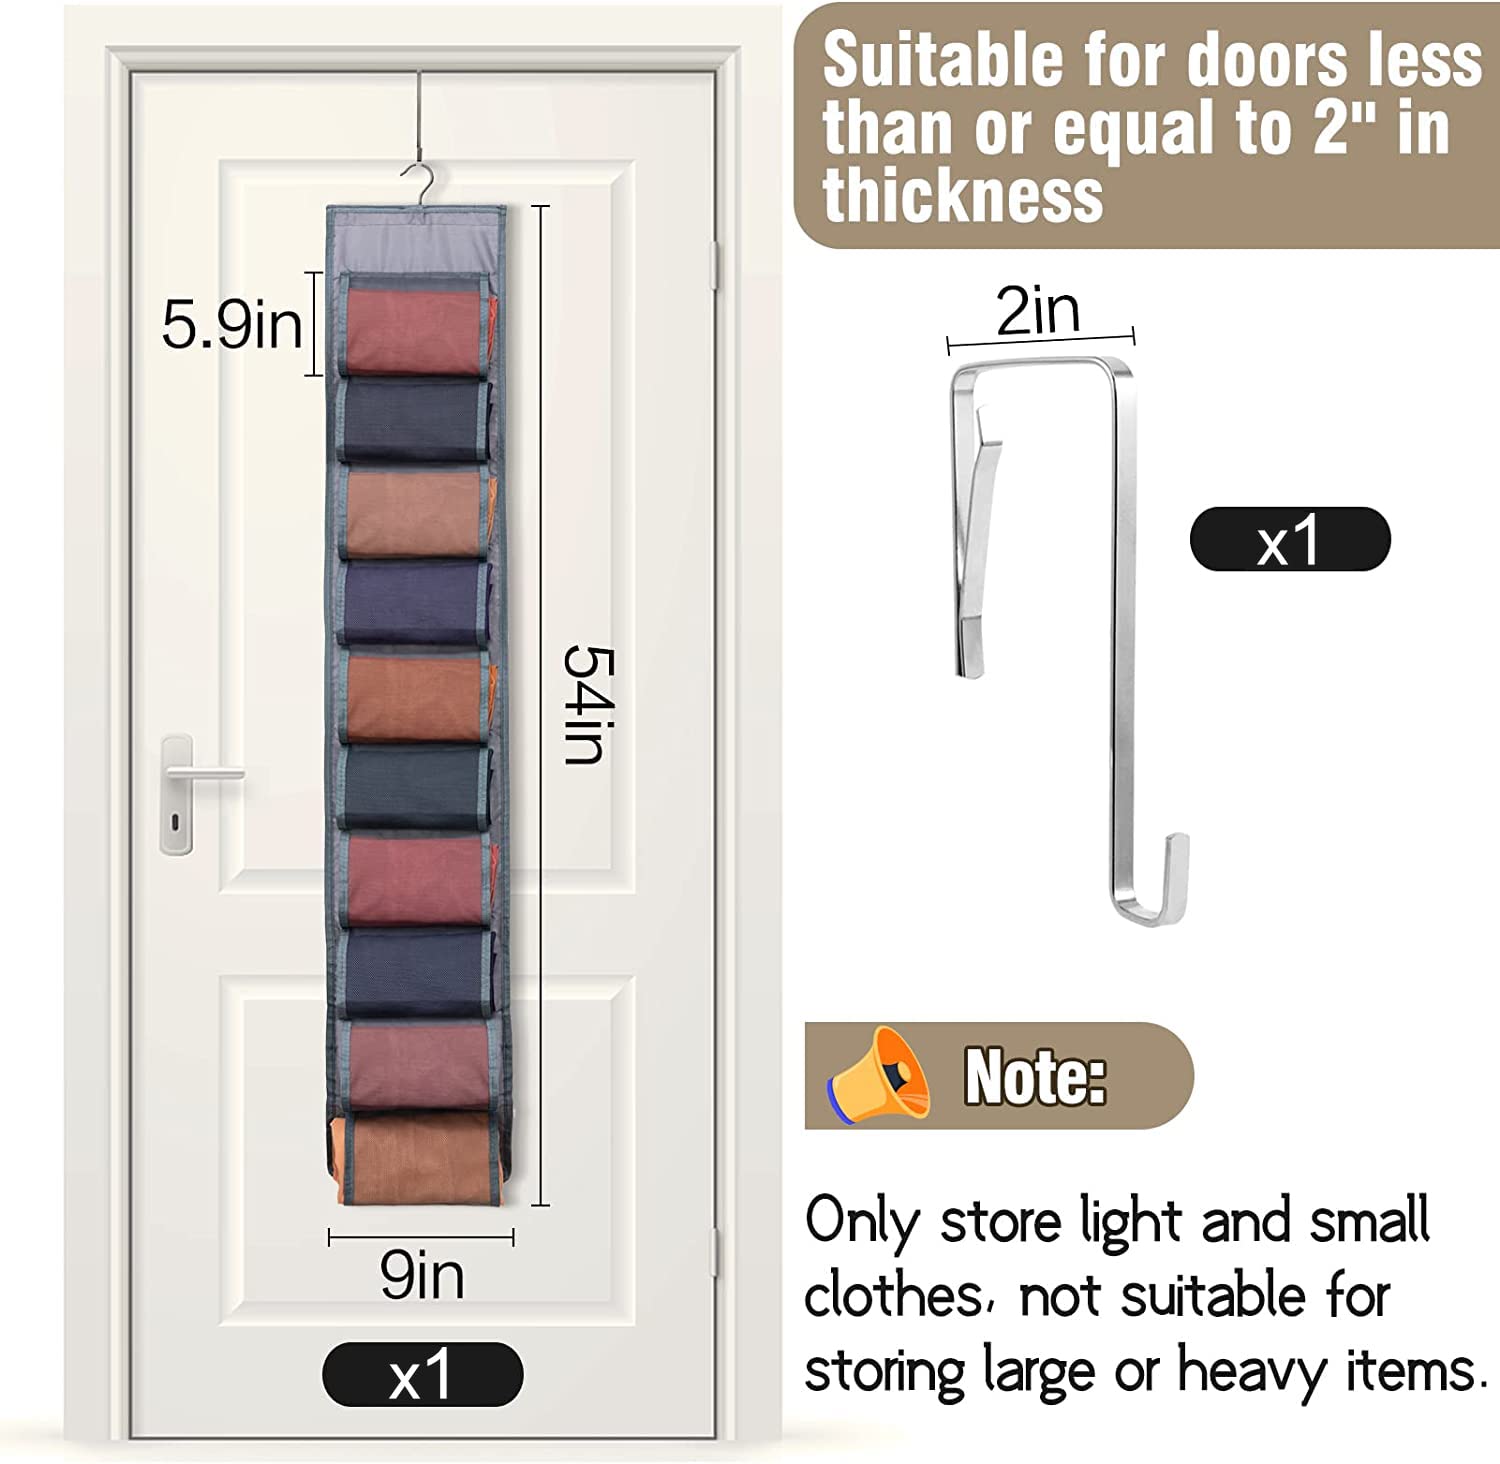 Suitable for doors less
than or equal to 2" in
thickness
5.9in
2in
x1
54in
Note:
Only store light and small
clothes, not suitable for
storing large or heavy items.
9in
x1